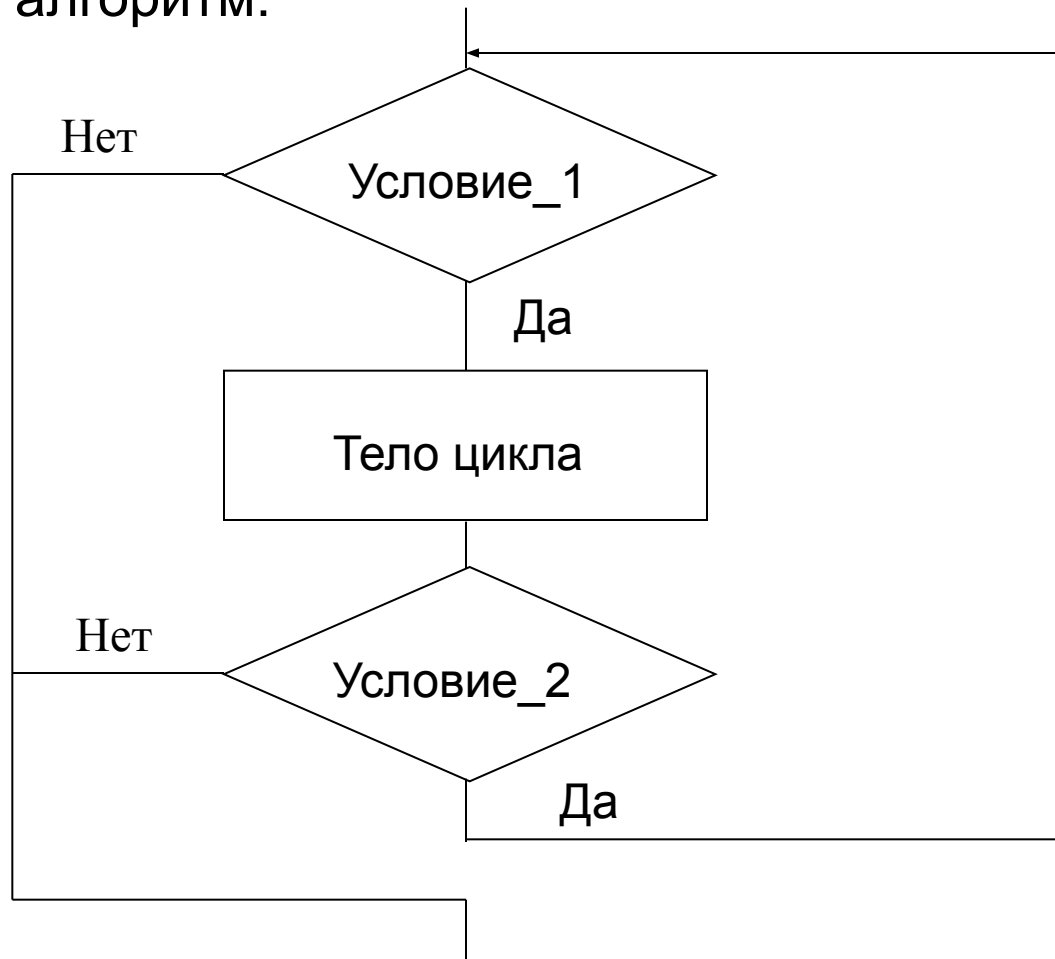 алгоритм:
Нет
Условие_1
Да
Тело цикла
Нет
Условие_2
Да